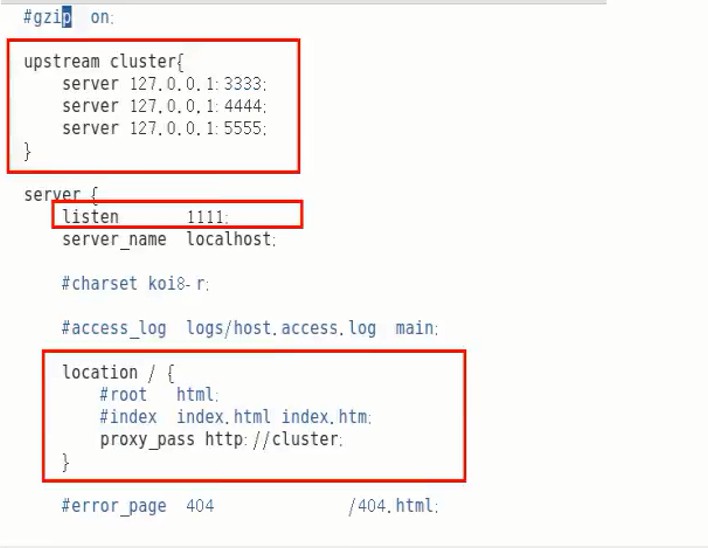 #gzip on;
upstream cluster{
server 127.0.0.1:3333;
server 127.0.0.1:4444;
server 127.0.0.1:5555;
}
server {
listen 1111;
server_name localhost;
#charset koi8-r;
#access_log logs/host.access.log main;
location / {
#root html;
#index index.html index.htm;
proxy_pass http://cluster;
}
#error_page 404 /404.html;